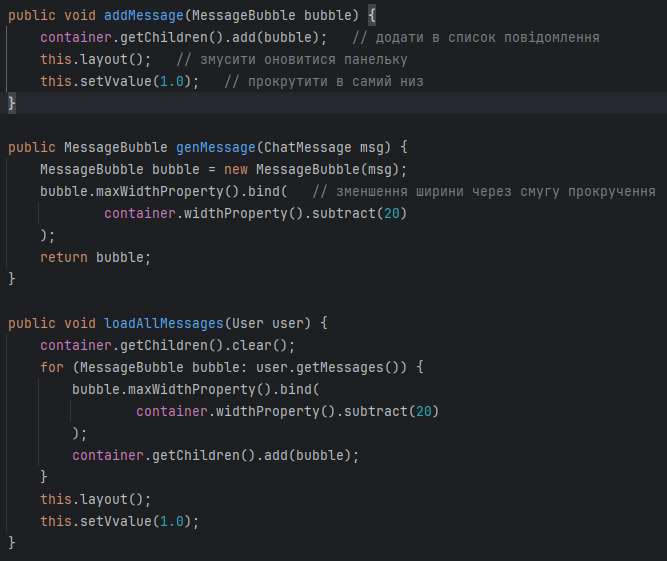 public void addMessage(MessageBubble bubble) {
container.getChildren().add(bubble); // додати в список повідомлення
this.layout(); // змусити оновитися панельку
this.setVvalue(1.0); // прокрутити в самий низ
}
public MessageBubble genMessage(ChatMessage msg) {
MessageBubble bubble = new MessageBubble(msg);
bubble.maxWidthProperty().bind( // зменшення ширини через смугу прокручення
container.widthProperty().subtract(20)
);
return bubble;
}
public void loadAllMessages(User user) {
container.getChildren().clear();
for (MessageBubble bubble: user.getMessages()) {
bubble.maxWidthProperty().bind(
container.widthProperty().subtract(20)
);
container.getChildren().add(bubble);
}
this.layout();
this.setVvalue(1.0);
}